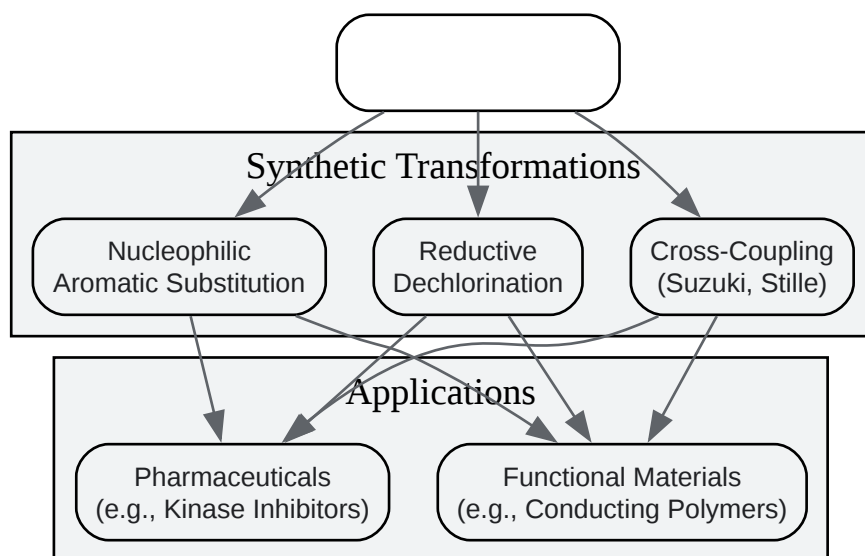 Synthetic Transformations
Nucleophilic
Aromatic Substitution
Reductive
Dechlorination
Cross-Coupling
(Suzuki, Stille)
Applications
Pharmaceuticals
(e.g., Kinase Inhibitors)
Functional Materials
(e.g., Conducting Polymers)